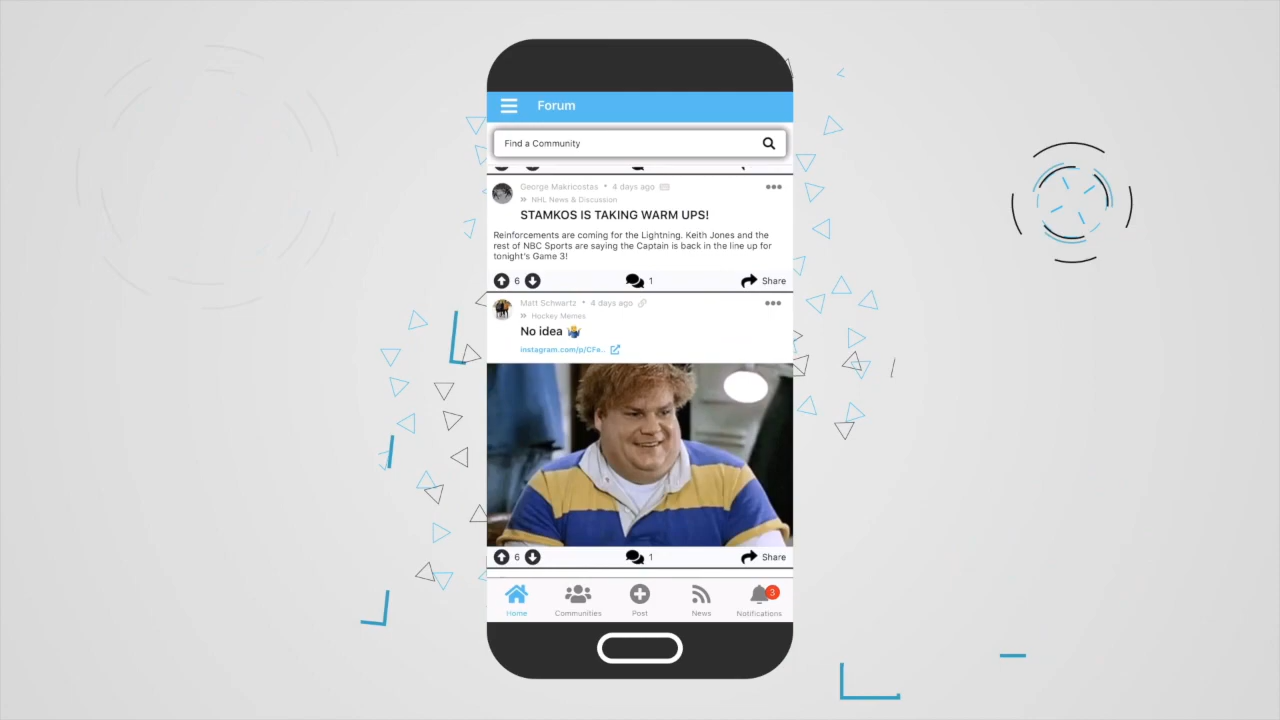 Forum
Find a Community
George Makricostas • 4 days ago
» NHL News & Discussion
STAMKOS IS TAKING WARM UPS!
Reinforcements are coming for the Lightning. Keith Jones and the
rest of NBC Sports are saying the Captain is back in the line up for
tonight's Game 3!
6 1 Share
Matt Schwartz • 4 days ago
» Hockey Memes
No idea 🤷‍♂️
instagram.com/p/CFe...
6 1 Share
3
Home Communities Post News Notifications